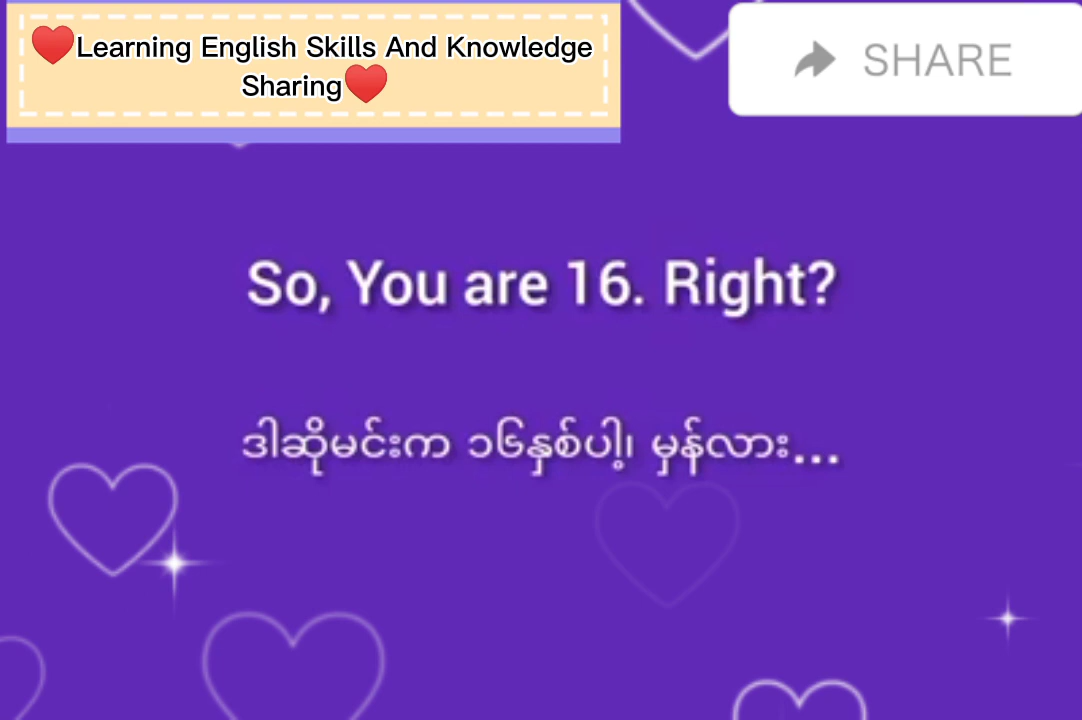 ♥️Learning English Skills And Knowledge
Sharing♥️
SHARE
So, You are 16. Right?
ဒါဆိုမင်းက ၁၆နှစ်ပါ့၊ မှန်လား...